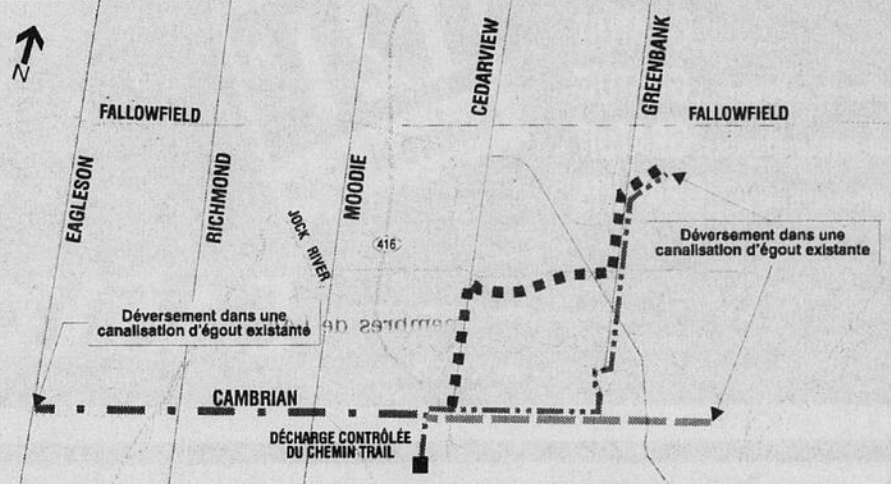 N
FALLOWFIELD
EAGLESON
RICHMOND
MOODIE
CEDARVIEW
GREENBANK
FALLOWFIELD
JOCK RIVER
416
Déversement dans une
canalisation d'égout existante
Déversement dans une
canalisation d'égout existante
CAMBRIAN
DÉCHARGE CONTRÔLÉE
DU CHEMIN TRAIL